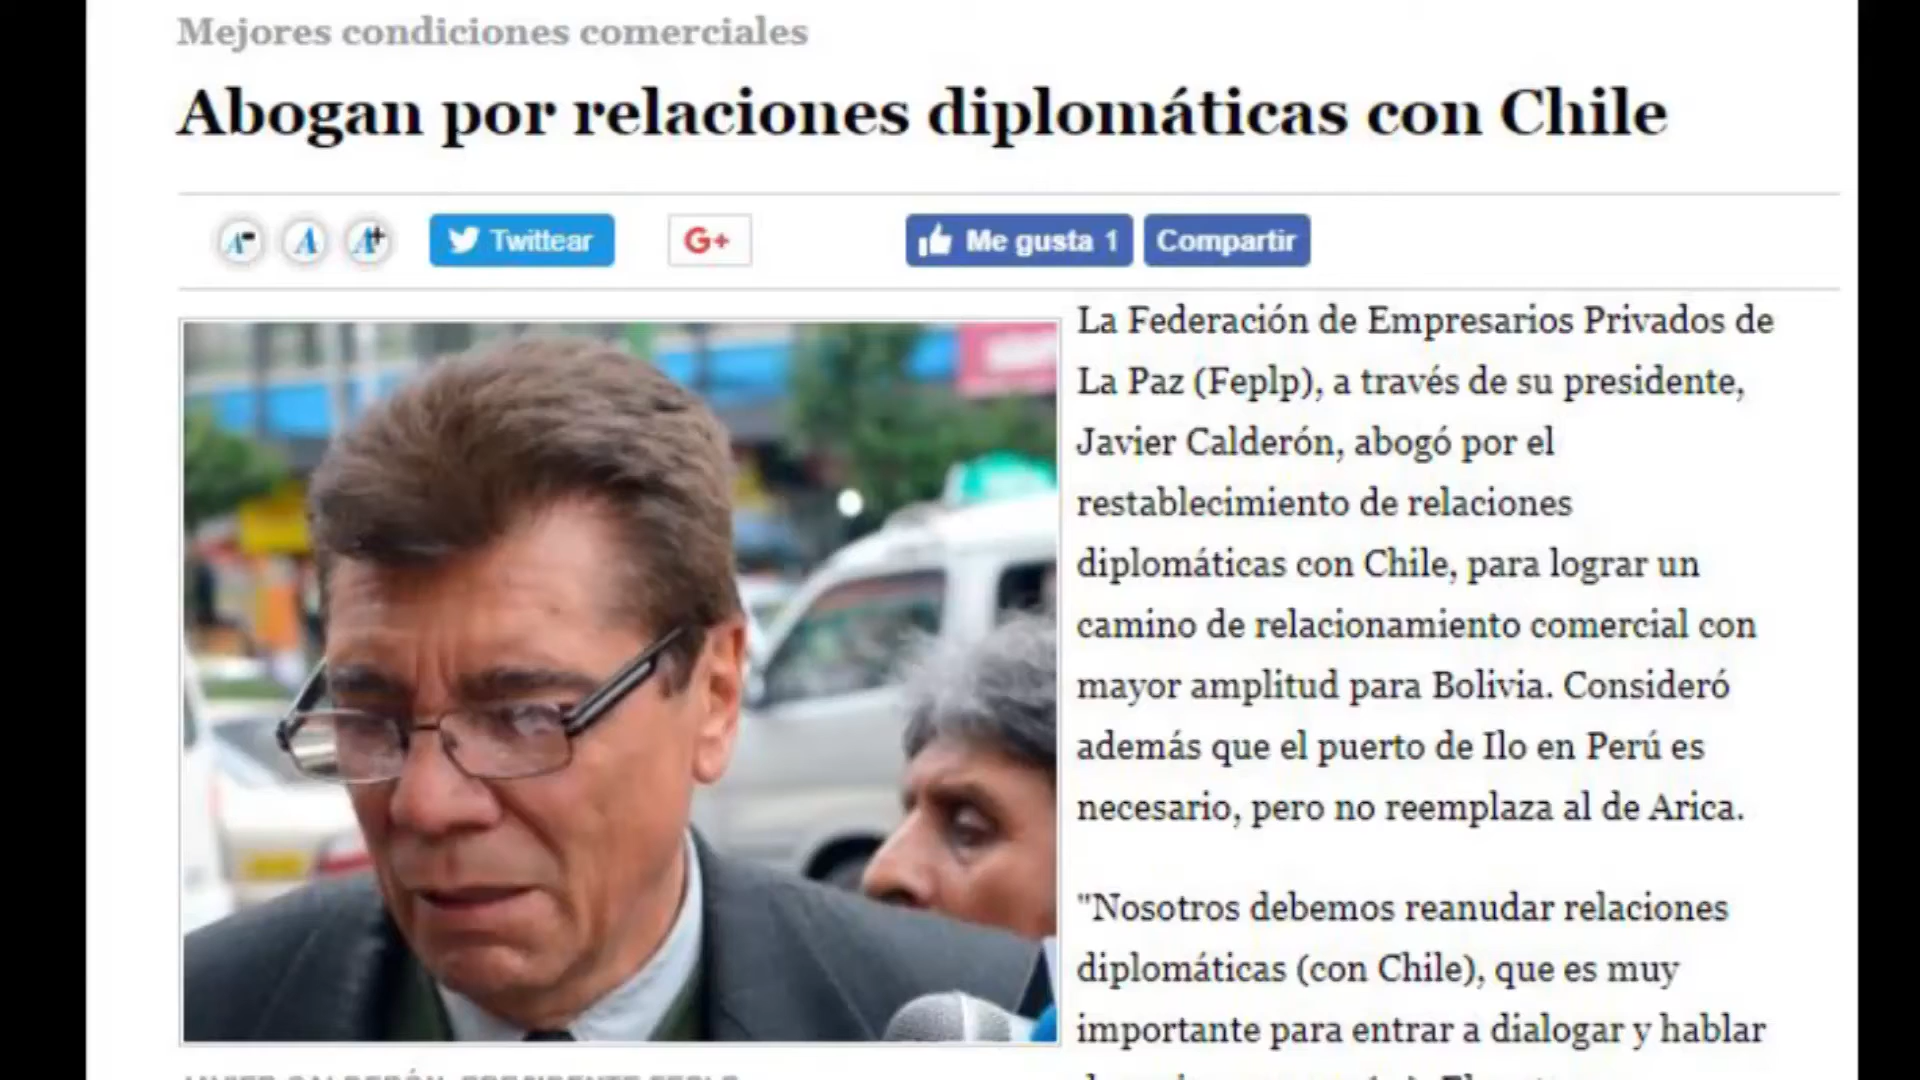 Mejores condiciones comerciales
Abogan por relaciones diplomáticas con Chile
A- A A+ Twittear G+ Me gusta 1 Compartir
La Federación de Empresarios Privados de
La Paz (Feplp), a través de su presidente,
Javier Calderón, abogó por el
restablecimiento de relaciones
diplomáticas con Chile, para lograr un
camino de relacionamiento comercial con
mayor amplitud para Bolivia. Consideró
además que el puerto de Ilo en Perú es
necesario, pero no reemplaza al de Arica.
"Nosotros debemos reanudar relaciones
diplomáticas (con Chile), que es muy
importante para entrar a dialogar y hablar